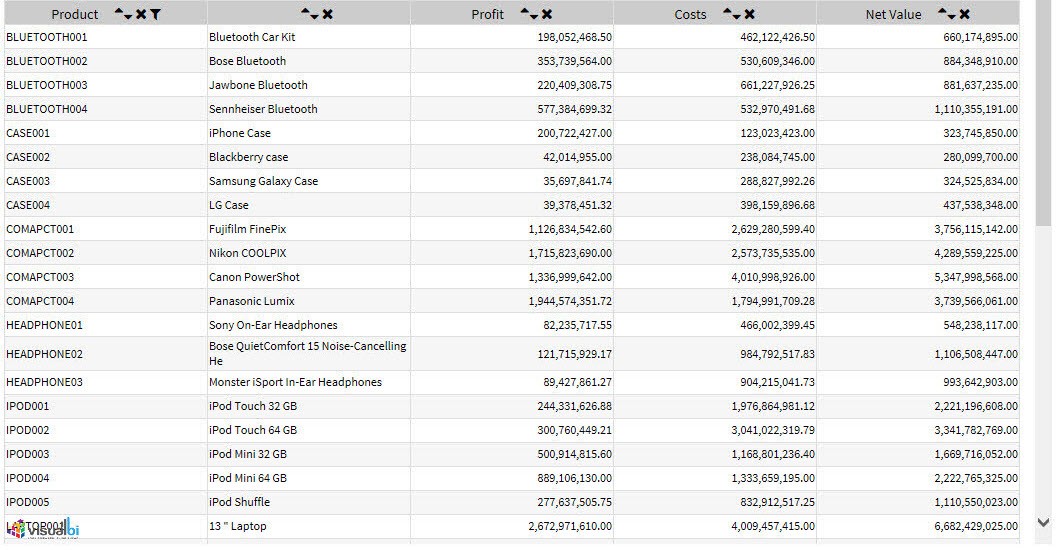 Product Profit Costs Net Value
BLUETOOTH001 Bluetooth Car Kit 198,052,468.50 462,122,426.50 660,174,895.00
BLUETOOTH002 Bose Bluetooth 353,739,564.00 530,609,346.00 884,348,910.00
BLUETOOTH003 Jawbone Bluetooth 220,409,308.75 661,227,926.25 881,637,235.00
BLUETOOTH004 Sennheiser Bluetooth 577,384,699.32 532,970,491.68 1,110,355,191.00
CASE001 iPhone Case 200,722,427.00 123,023,423.00 323,745,850.00
CASE002 Blackberry case 42,014,955.00 238,084,745.00 280,099,700.00
CASE003 Samsung Galaxy Case 35,697,841.74 288,827,992.26 324,525,834.00
CASE004 LG Case 39,378,451.32 398,159,896.68 437,538,348.00
COMAPCT001 Fujifilm FinePix 1,126,834,542.60 2,629,280,599.40 3,756,115,142.00
COMAPCT002 Nikon COOLPIX 1,715,823,690.00 2,573,735,535.00 4,289,559,225.00
COMAPCT003 Canon PowerShot 1,336,999,642.00 4,010,998,926.00 5,347,998,568.00
COMAPCT004 Panasonic Lumix 1,944,574,351.72 1,794,991,709.28 3,739,566,061.00
HEADPHONE01 Sony On-Ear Headphones 82,235,717.55 466,002,399.45 548,238,117.00
HEADPHONE02 Bose QuietComfort 15 Noise-Cancelling 121,715,929.17 984,792,517.83 1,106,508,447.00
He
HEADPHONE03 Monster iSport In-Ear Headphones 89,427,861.27 904,215,041.73 993,642,903.00
IPOD001 iPod Touch 32 GB 244,331,626.88 1,976,864,981.12 2,221,196,608.00
IPOD002 iPod Touch 64 GB 300,760,449.21 3,041,022,319.79 3,341,782,769.00
IPOD003 iPod Mini 32 GB 500,914,815.60 1,168,801,236.40 1,669,716,052.00
IPOD004 iPod Mini 64 GB 889,106,130.00 1,333,659,195.00 2,222,765,325.00
IPOD005 iPod Shuffle 277,637,505.75 832,912,517.25 1,110,550,023.00
LAPTOP001 13 " Laptop 2,672,971,610.00 4,009,457,415.00 6,682,429,025.00
visualbi